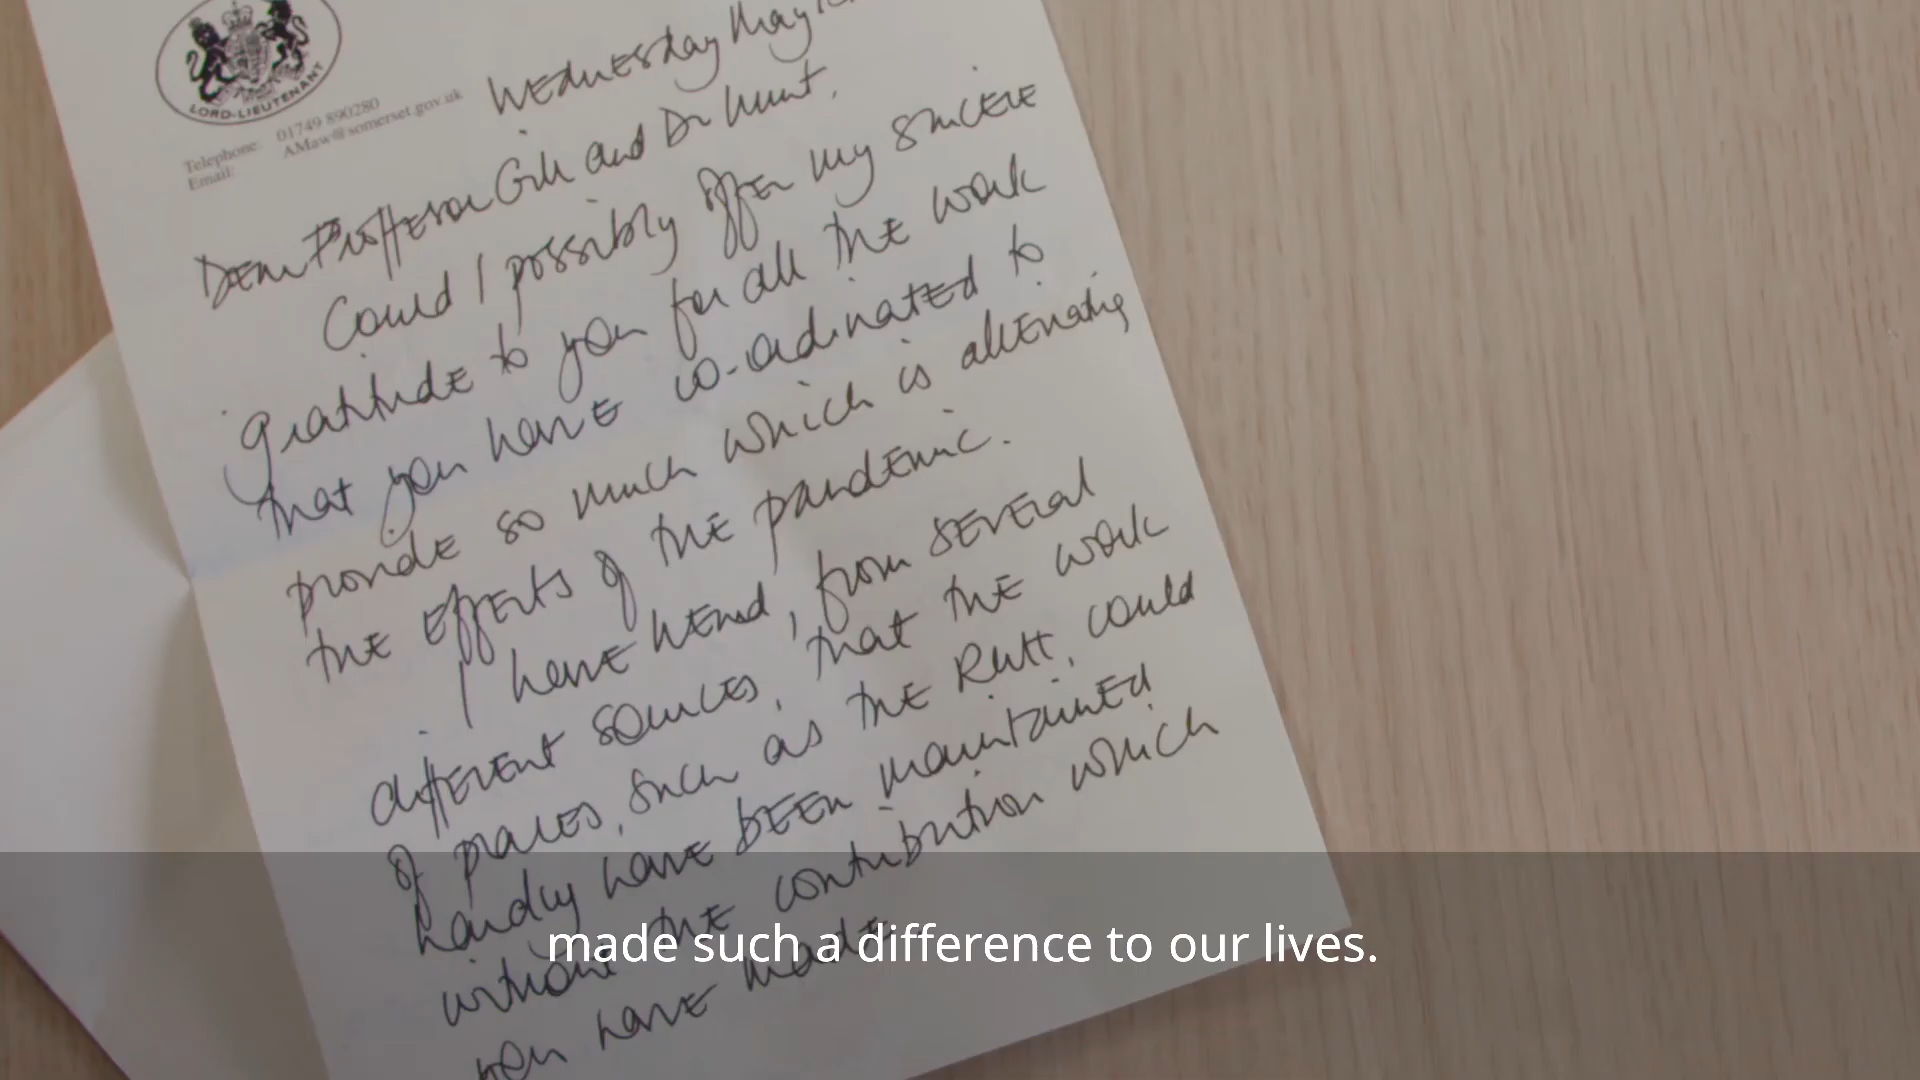 LORD-LIEUTENANT
Telephone: 01749 890280
Email: AMaw@somerset.gov.uk
Wednesday May
Dear Proffessor Gill and Dr Hunt,
Could I possibly offer my sincere
gratitude to you for all the work
that you have co-ordinated to
provide so much which is alleviating
the effects of the pandemic.
I have heard, from several
different sources, that the work
of places, such as the RUH, could
hardly have been maintained
without the contribution which
you have made
made such a difference to our lives.